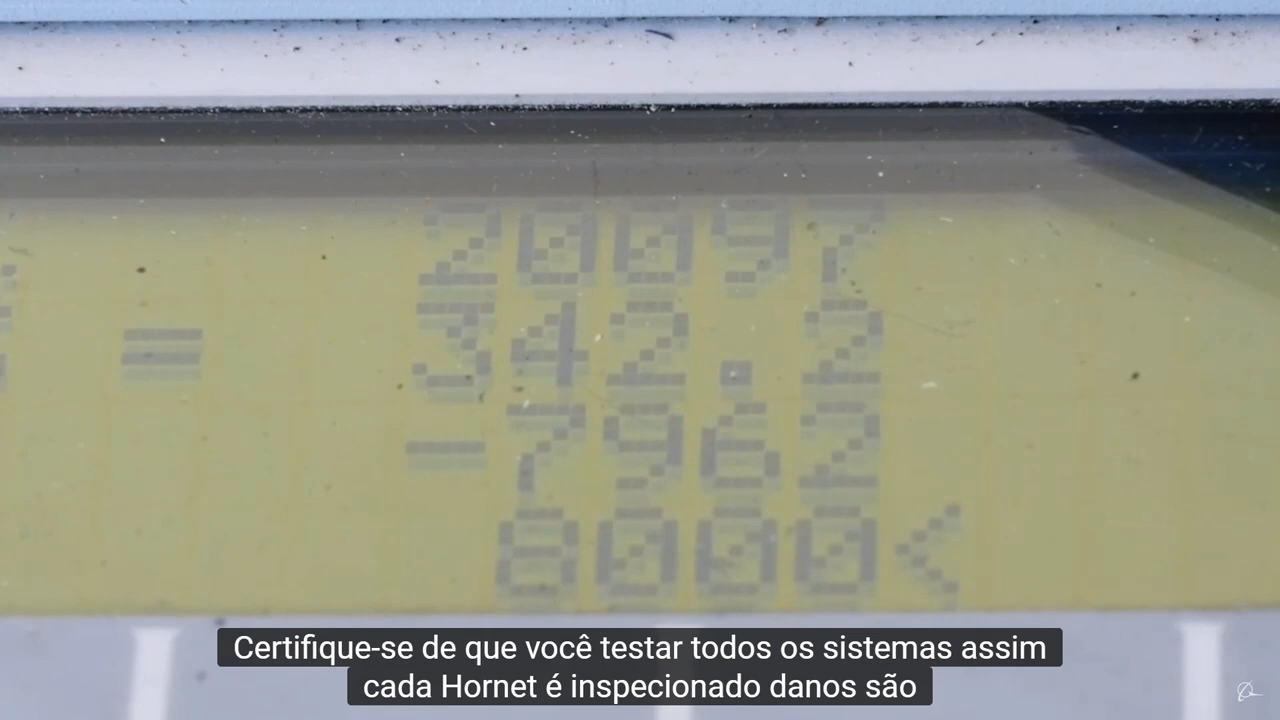 = 20097
342.2
-7962
8000<
Certifique-se de que você testar todos os sistemas assim
cada Hornet é inspecionado danos são